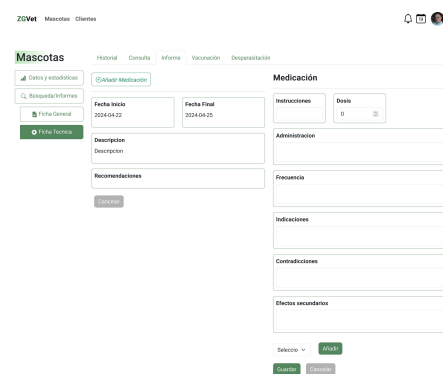 ZGVet Mascotas Clientes
Mascotas
Historial Consulta Informe Vacunación Desparasitación
Datos y estadísticas
Búsqueda/Informes
Ficha General
Ficha Tecnica
Añadir Medicación
Fecha Inicio
2024-04-22
Fecha Final
2024-04-25
Descripcion
Descripcion
Recomendaciones
Cancelar
Medicación
Instrucciones
Dosis
0
Administracion
Frecuencia
Indicaciones
Contradicciones
Efectos secundarios
Seleccio
Añadir
Guardar
Cancelar